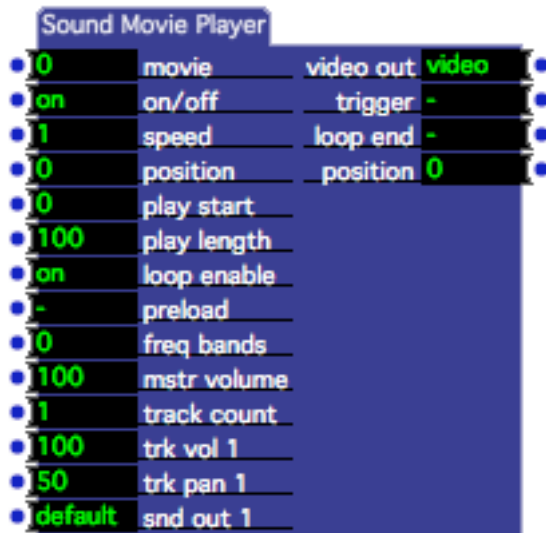 Sound Movie Player
0 movie video out video
on on/off trigger -
1 speed loop end -
0 position position 0
0 play start
100 play length
on loop enable
- preload
0 freq bands
100 mstr volume
1 track count
100 trk vol 1
50 trk pan 1
default snd out 1